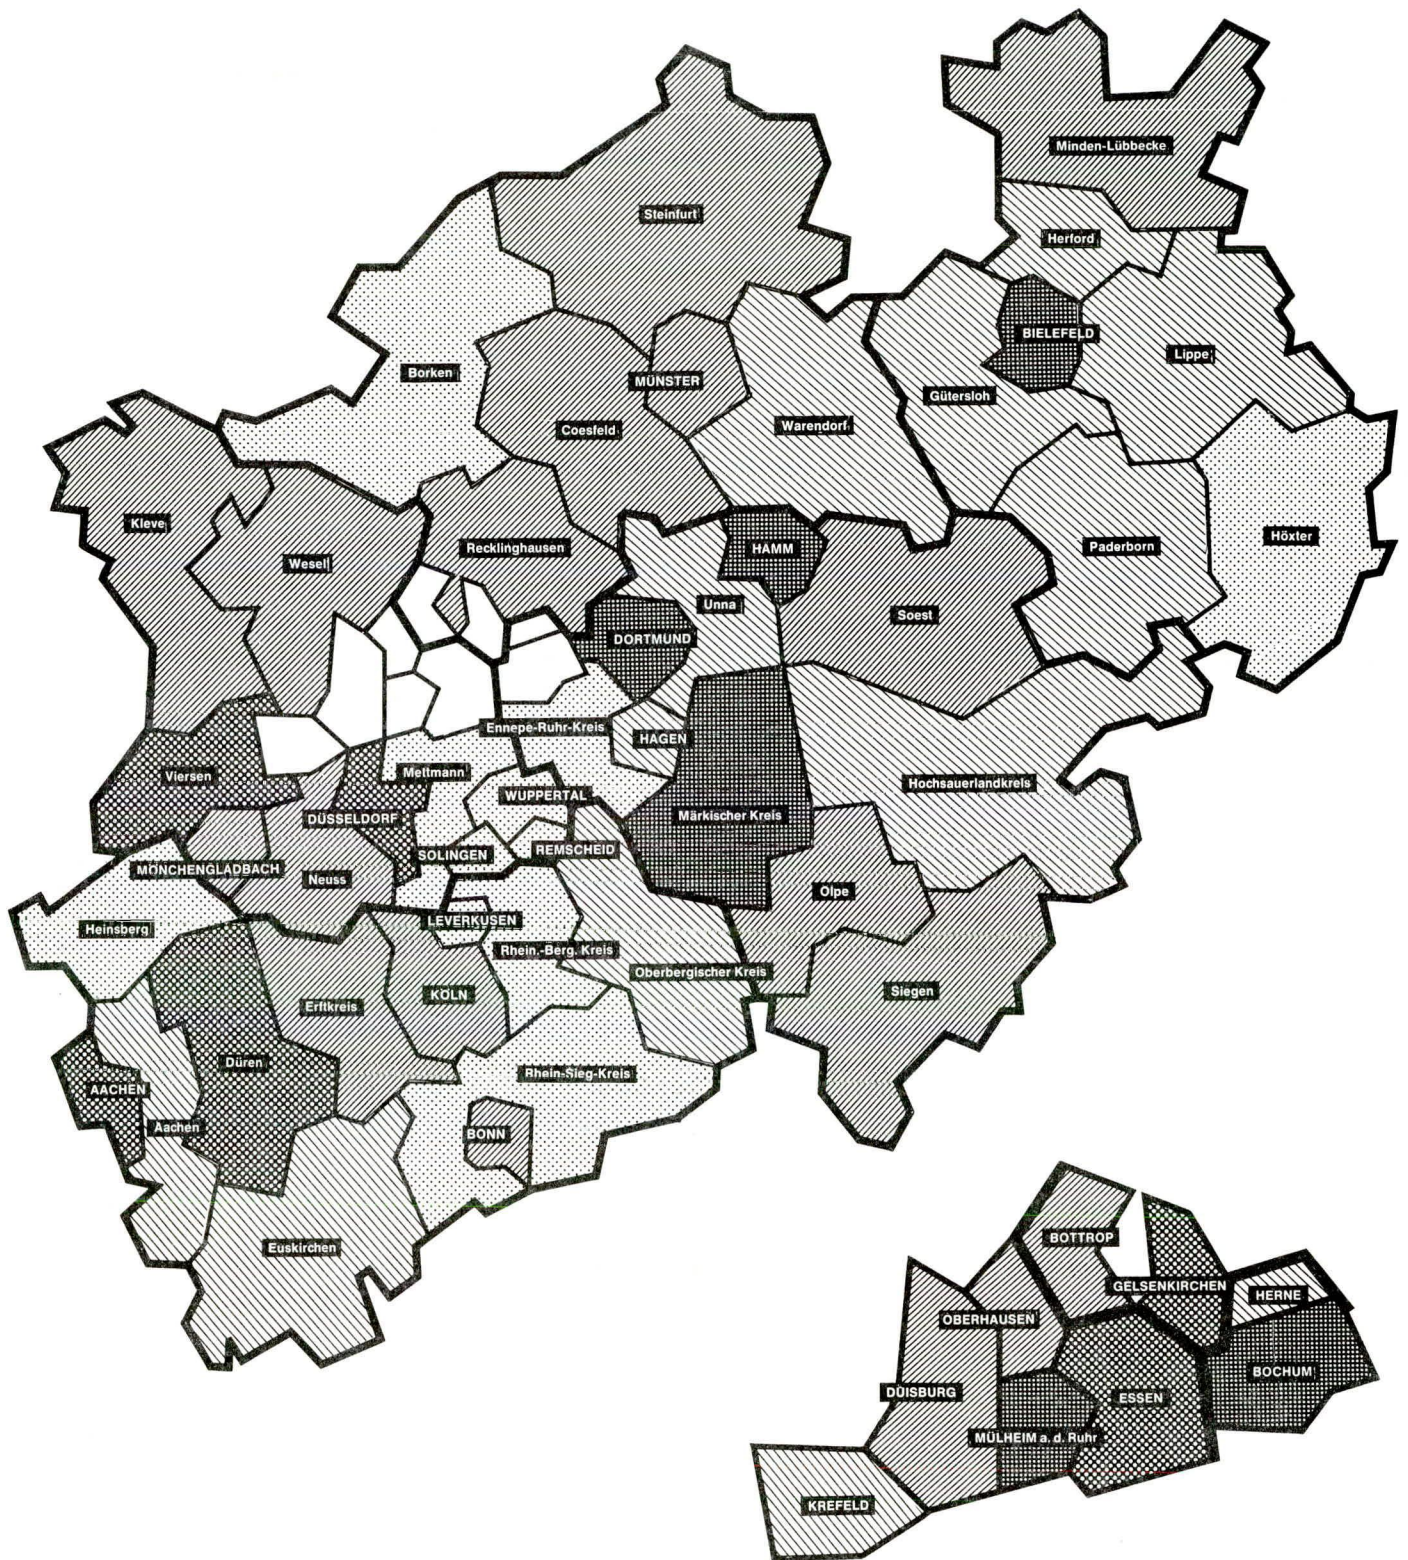 Minden-Lübbecke
Steinfurt
Herford
BIELEFELD
Lippe
Borken
MÜNSTER
Gütersloh
Coesfeld
Warendorf
Kleve
Recklinghausen
HAMM
Paderborn
Höxter
Wesel
Unna
Soest
DORTMUND
Ennepe-Ruhr-Kreis
HAGEN
Viersen
Mettmann
Hochsauerlandkreis
WUPPERTAL
Märkischer Kreis
DÜSSELDORF
SOLINGEN
REMSCHEID
MÖNCHENGLADBACH
Neuss
Olpe
Heinsberg
LEVERKUSEN
Rhein.-Berg. Kreis
Oberbergischer Kreis
KÖLN
Siegen
Erftkreis
Düren
Rhein-Sieg-Kreis
AACHEN
Aachen
BONN
Euskirchen
BOTTROP
GELSENKIRCHEN
HERNE
OBERHAUSEN
BOCHUM
DUISBURG
ESSEN
MÜLHEIM a. d. Ruhr
KREFELD